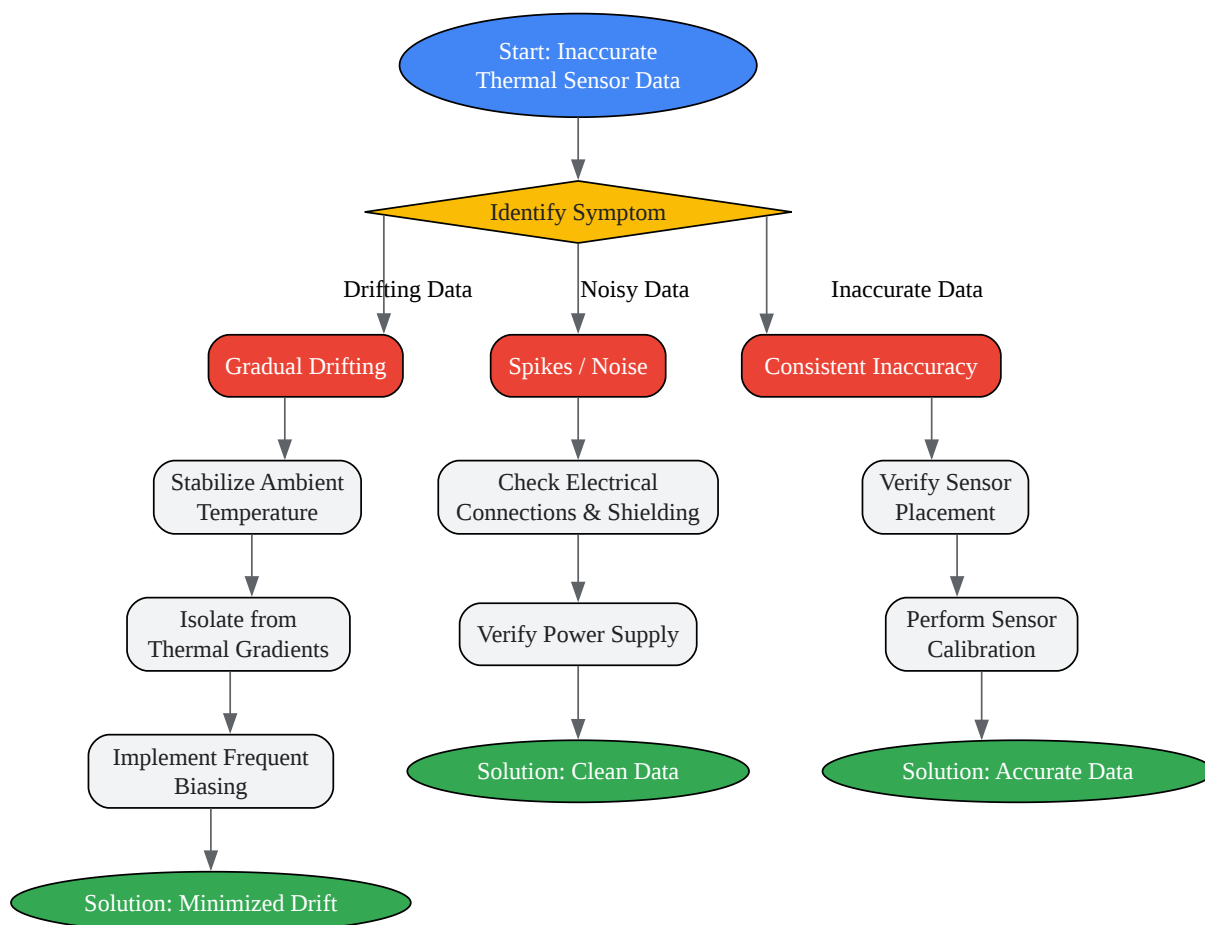 Start: Inaccurate
Thermal Sensor Data
Identify Symptom
Drifting Data
Noisy Data
Inaccurate Data
Gradual Drifting
Spikes / Noise
Consistent Inaccuracy
Stabilize Ambient
Temperature
Check Electrical
Connections & Shielding
Verify Sensor
Placement
Isolate from
Thermal Gradients
Verify Power Supply
Perform Sensor
Calibration
Implement Frequent
Biasing
Solution: Clean Data
Solution: Accurate Data
Solution: Minimized Drift